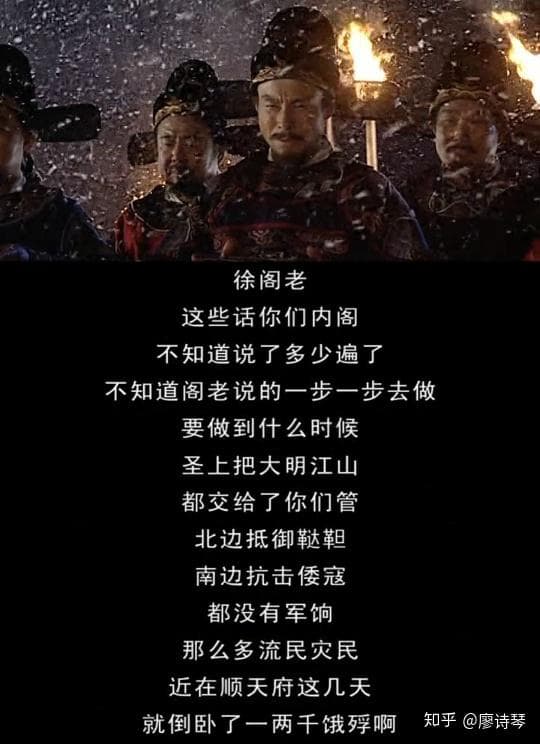 徐阁老
这些话你们内阁
不知道说了多少遍了
不知道阁老说的一步一步去做
要做到什么时候
圣上把大明江山
都交给了你们管
北边抵御鞑靼
南边抗击倭寇
都没有军饷
那么多流民灾民
近在顺天府这几天
就倒卧了一两千饿殍啊
知乎 @廖诗琴